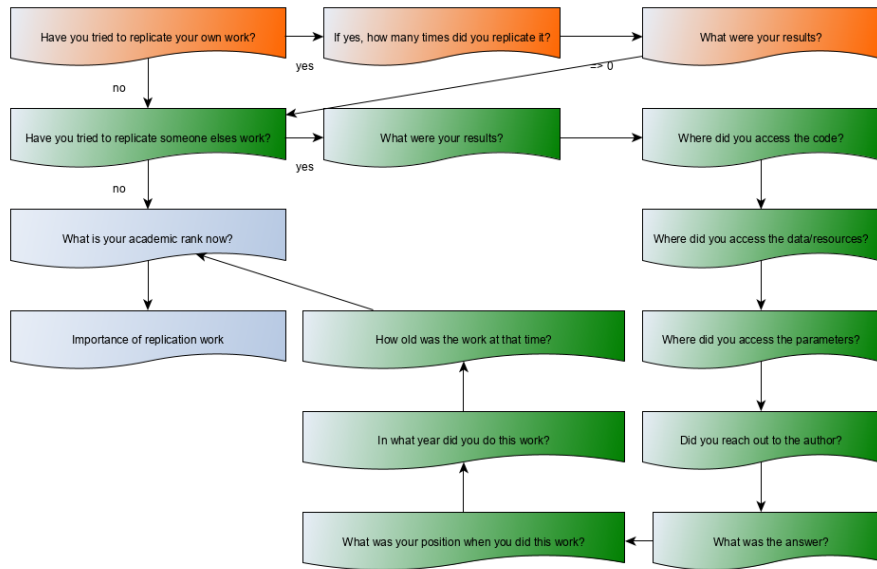 Have you tried to replicate your own work?
If yes, how many times did you replicate it?
What were your results?
yes
=> 0
no
Have you tried to replicate someone elses work?
What were your results?
Where did you access the code?
yes
no
What is your academic rank now?
Where did you access the data/resources?
Importance of replication work
How old was the work at that time?
Where did you access the parameters?
In what year did you do this work?
Did you reach out to the author?
What was your position when you did this work?
What was the answer?